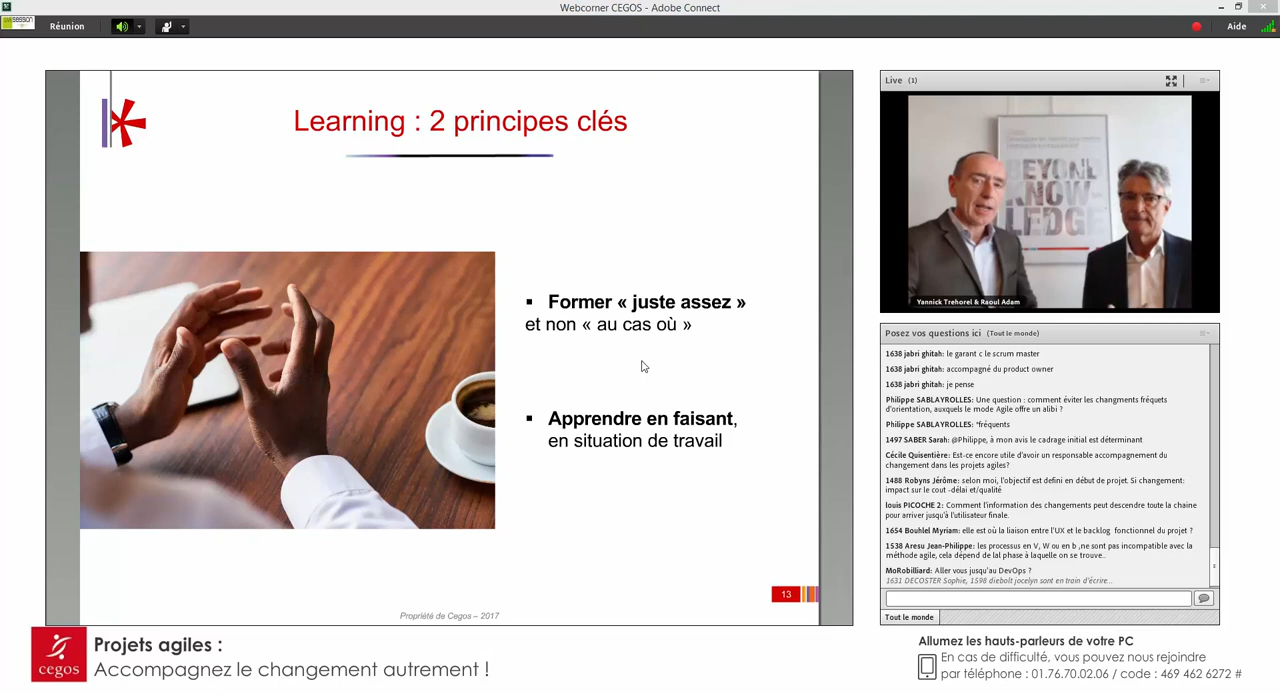 Webcorner CEGOS - Adobe Connect
Réunion
Aide
Learning : 2 principes clés
▪ Former « juste assez »
et non « au cas où »
▪ Apprendre en faisant,
en situation de travail
13
Propriété de Cegos – 2017
Live (1)
BEYOND
KNOW
LEDGE
Yannick Trehorel & Raoul Adam
Posez vos questions ici (Tout le monde)
1638 jabri ghitah: le garant c le scrum master
1638 jabri ghitah: accompagné du product owner
1638 jabri ghitah: je pense
Philippe SABLAYROLLES: Une question : comment éviter les changments fréquets
d'orientation, auxquels le mode Agile offre un alibi ?
Philippe SABLAYROLLES: *fréquents
1497 SABER Sarah: @Philippe, à mon avis le cadrage initial est déterminant
Cécile Quisentière: Est-ce encore utile d'avoir un responsable accompagnement du
changement dans les projets agiles?
1488 Robyns Jérôme: selon moi, l'objectif est defini en début de projet. Si changement:
impact sur le cout -délai et/qualité
louis PICOCHE 2: Comment l'information des changements peut descendre toute la chaine
pour arriver jusqu'à l'utilisateur finale.
1654 Bouhlel Myriam: elle est où la liaison entre l'UX et le backlog fonctionnel du projet ?
1538 Aresu Jean-Philippe: les processus en V, W ou en b ,ne sont pas incompatible avec la
méthode agile, cela dépend de lal phase à laquelle on se trouve..
MoRobilliard: Aller vous jusqu'au DevOps ?
1631 DECOSTER Sophie, 1598 diebolt jocelyn sont en train d'écrire...
Tout le monde
cegos
Projets agiles :
Accompagnez le changement autrement !
Allumez les hauts-parleurs de votre PC
En cas de difficulté, vous pouvez nous rejoindre
par téléphone : 01.76.70.02.06 / code : 469 462 6272 #